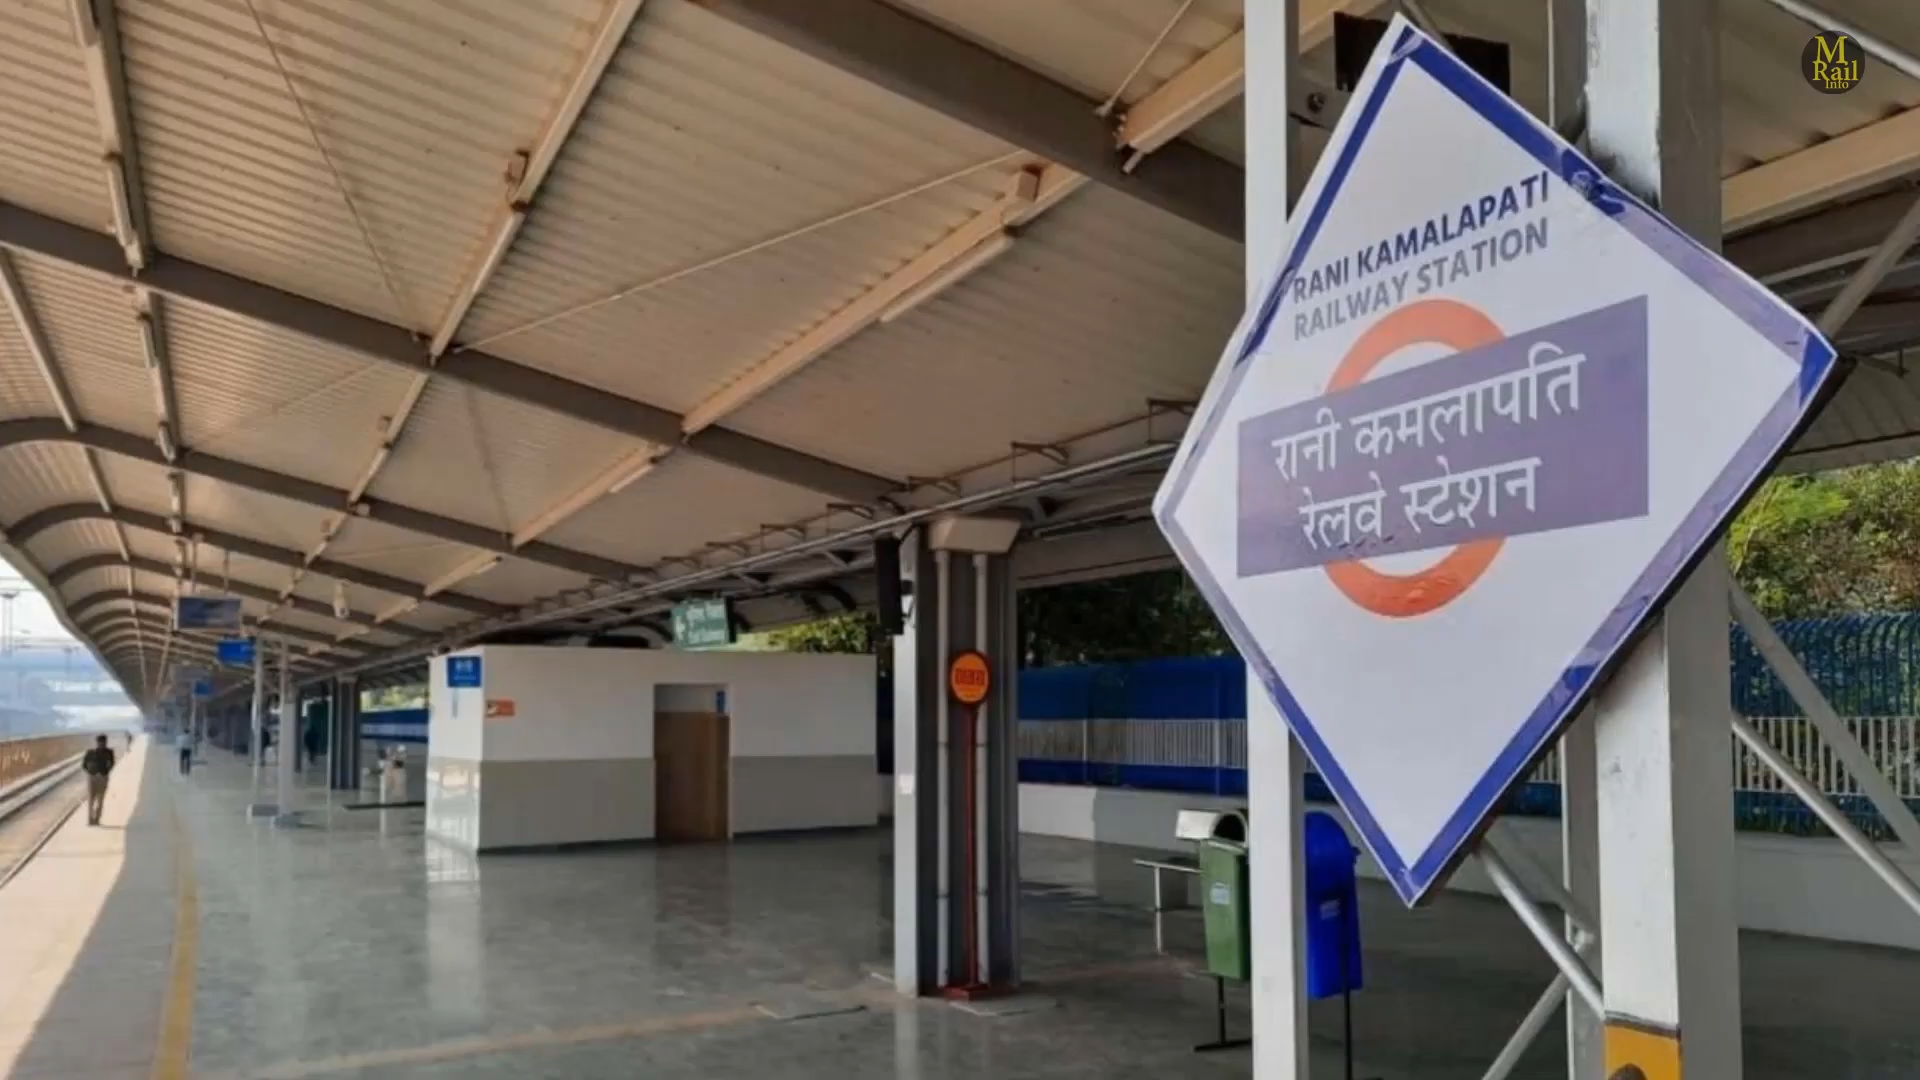 M
Rail
Info
RANI KAMALAPATI
RAILWAY STATION
रानी कमलापति
रेलवे स्टेशन